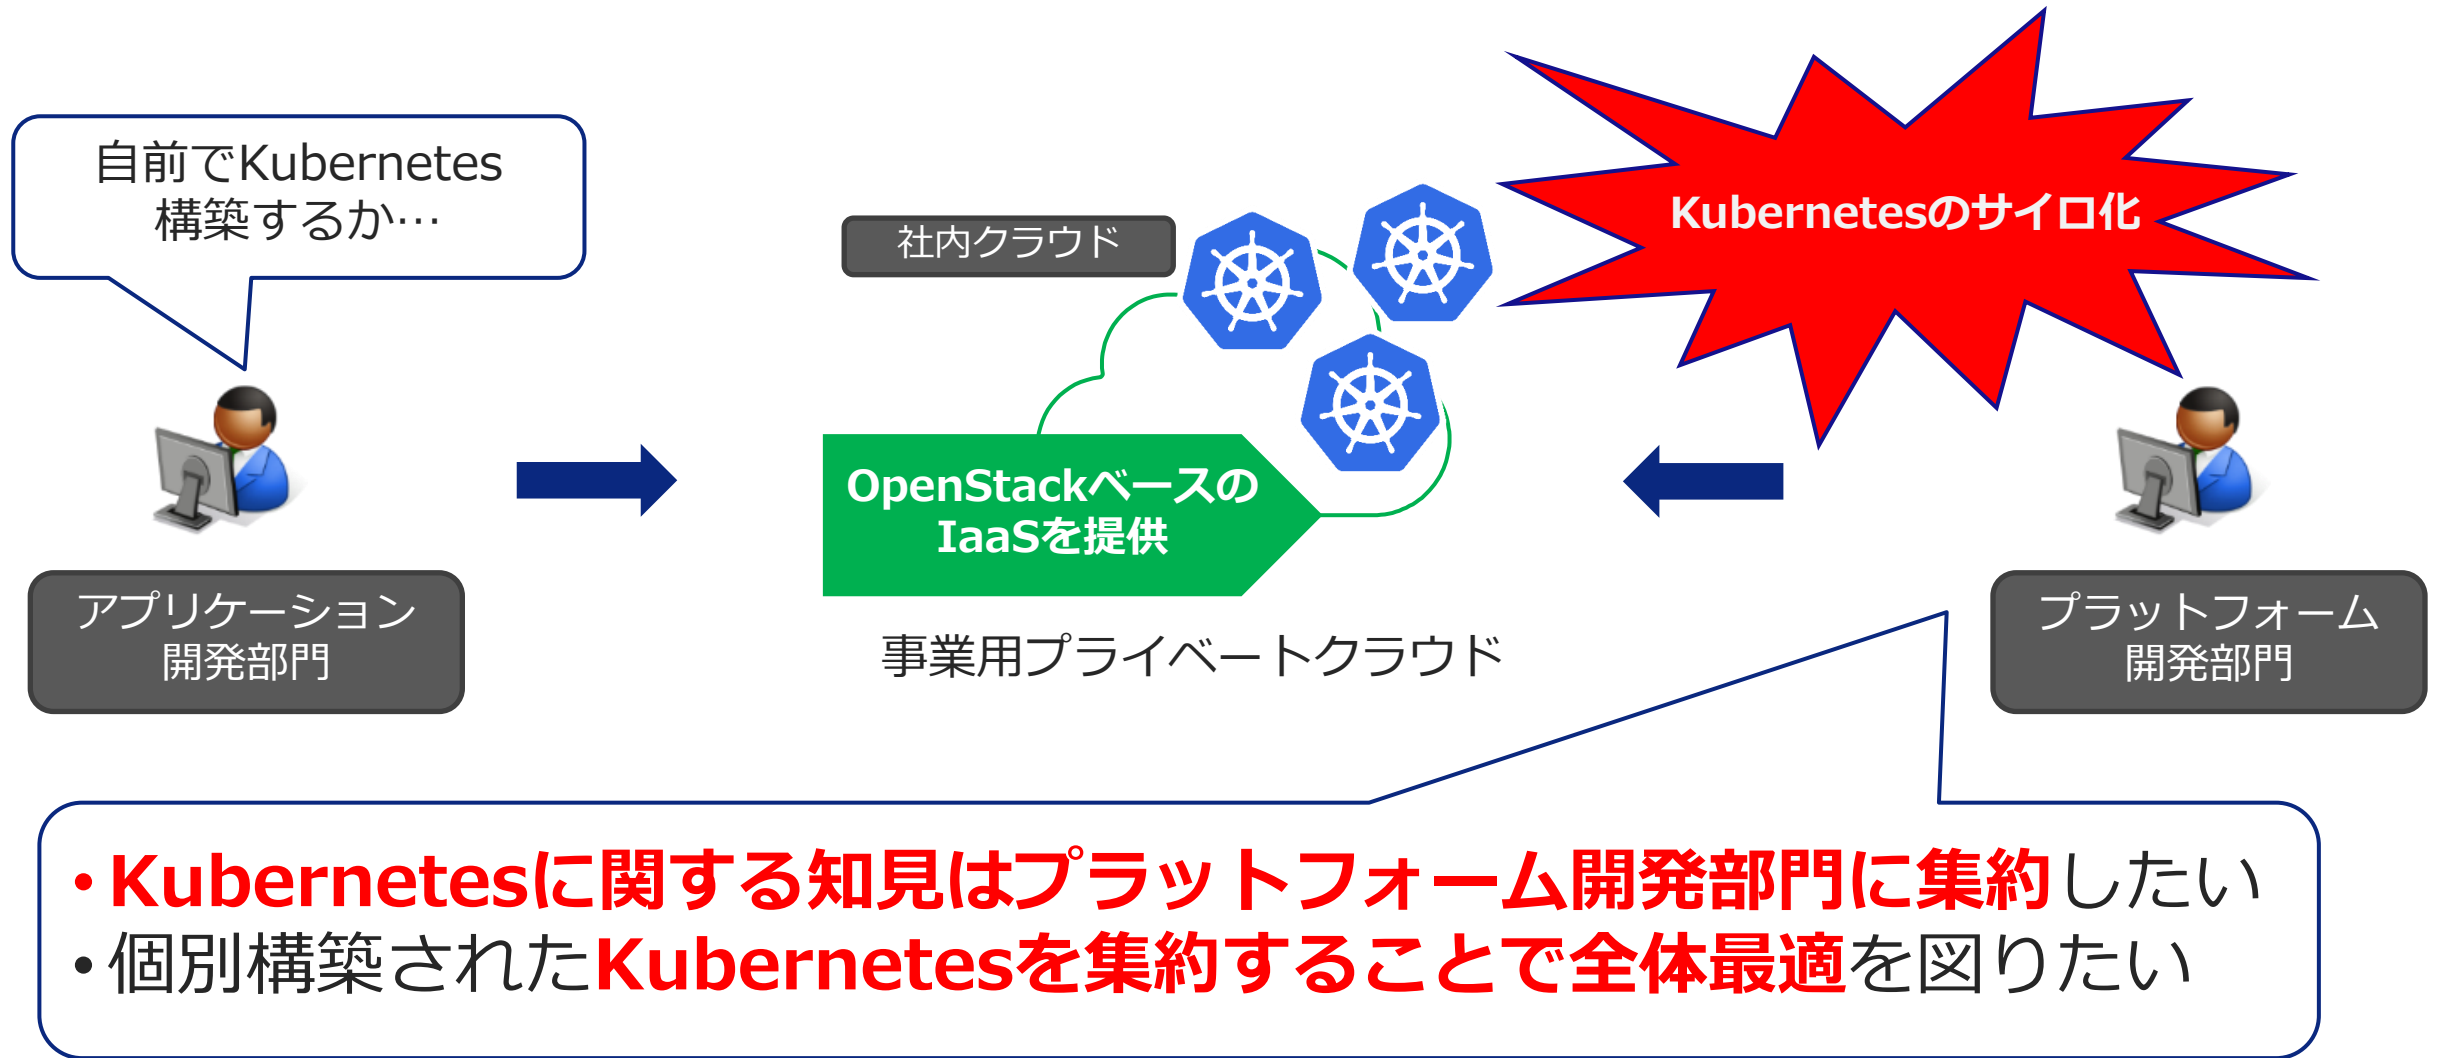 自前でKubernetes
構築するか…
社内クラウド
Kubernetesのサイロ化
OpenStackベースの
IaaSを提供
アプリケーション
開発部門
事業用プライベートクラウド
プラットフォーム
開発部門
•Kubernetesに関する知見はプラットフォーム開発部門に集約したい
•個別構築されたKubernetesを集約することで全体最適を図りたい